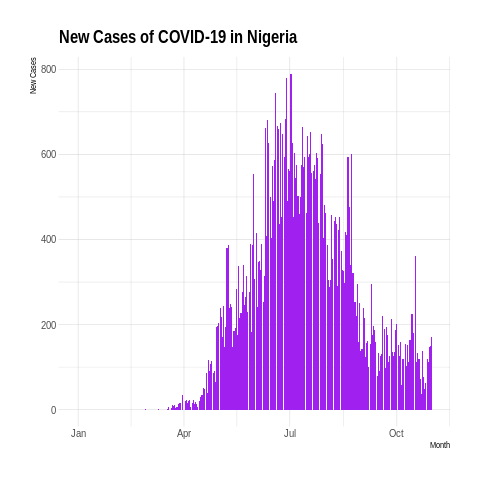 New Cases of COVID-19 in Nigeria
New Cases
800
600
400
200
0
Jan Apr Jul Oct
Month